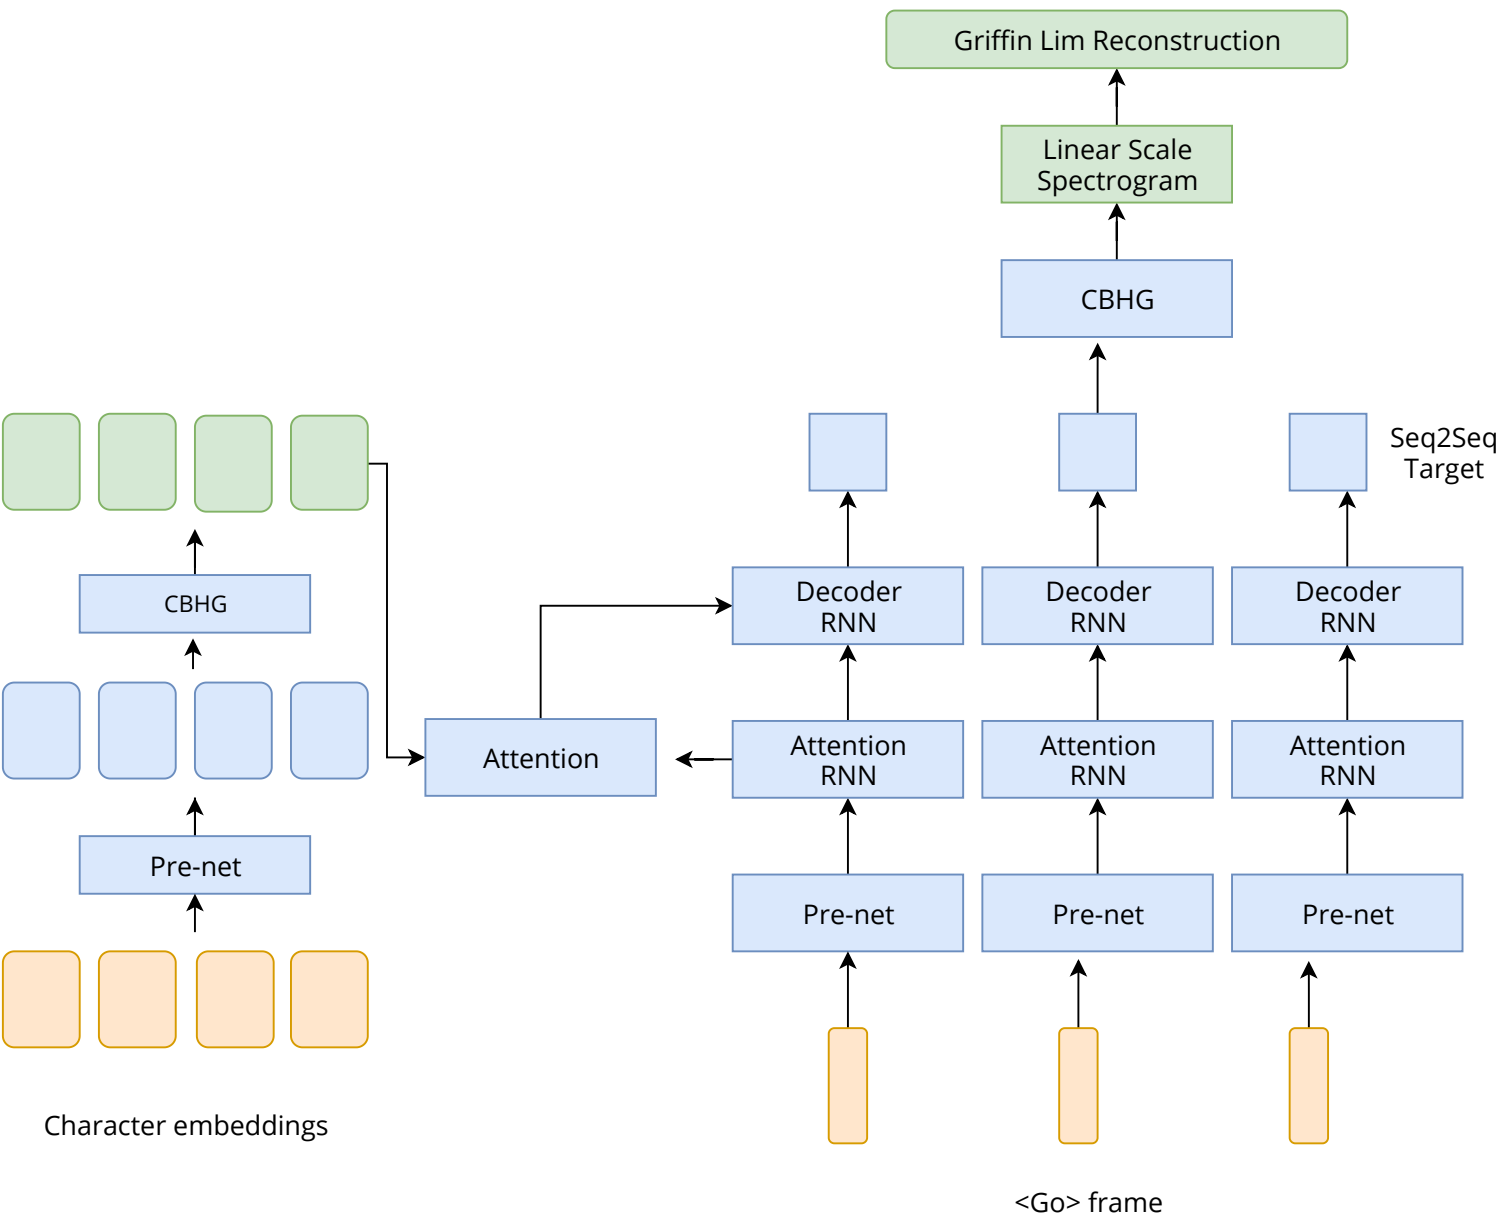 Griffin Lim Reconstruction
Linear Scale
Spectrogram
CBHG
Seq2Seq
Target
CBHG
Decoder
RNN
Decoder
RNN
Decoder
RNN
Attention
Attention
RNN
Attention
RNN
Attention
RNN
Pre-net
Pre-net
Pre-net
Pre-net
Character embeddings
<Go> frame